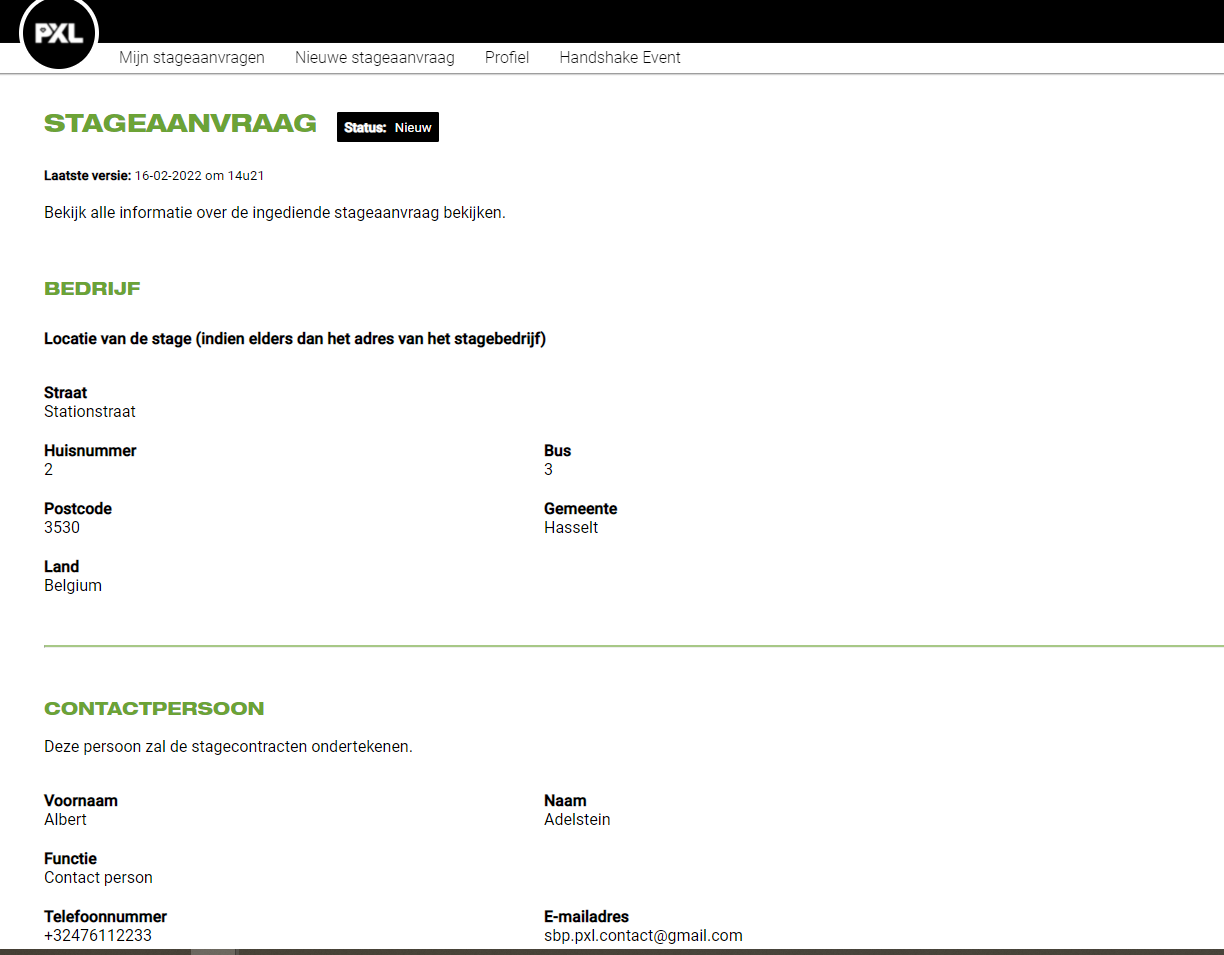 PXL
Mijn stageaanvragen Nieuwe stageaanvraag Profiel Handshake Event
STAGEAANVRAAG Status: Nieuw
Laatste versie: 16-02-2022 om 14u21
Bekijk alle informatie over de ingediende stageaanvraag bekijken.
BEDRIJF
Locatie van de stage (indien elders dan het adres van het stagebedrijf)
Straat
Stationstraat
Huisnummer Bus
2 3
Postcode Gemeente
3530 Hasselt
Land
Belgium
CONTACTPERSOON
Deze persoon zal de stagecontracten ondertekenen.
Voornaam Naam
Albert Adelstein
Functie
Contact person
Telefoonnummer E-mailadres
+32476112233 sbp.pxl.contact@gmail.com